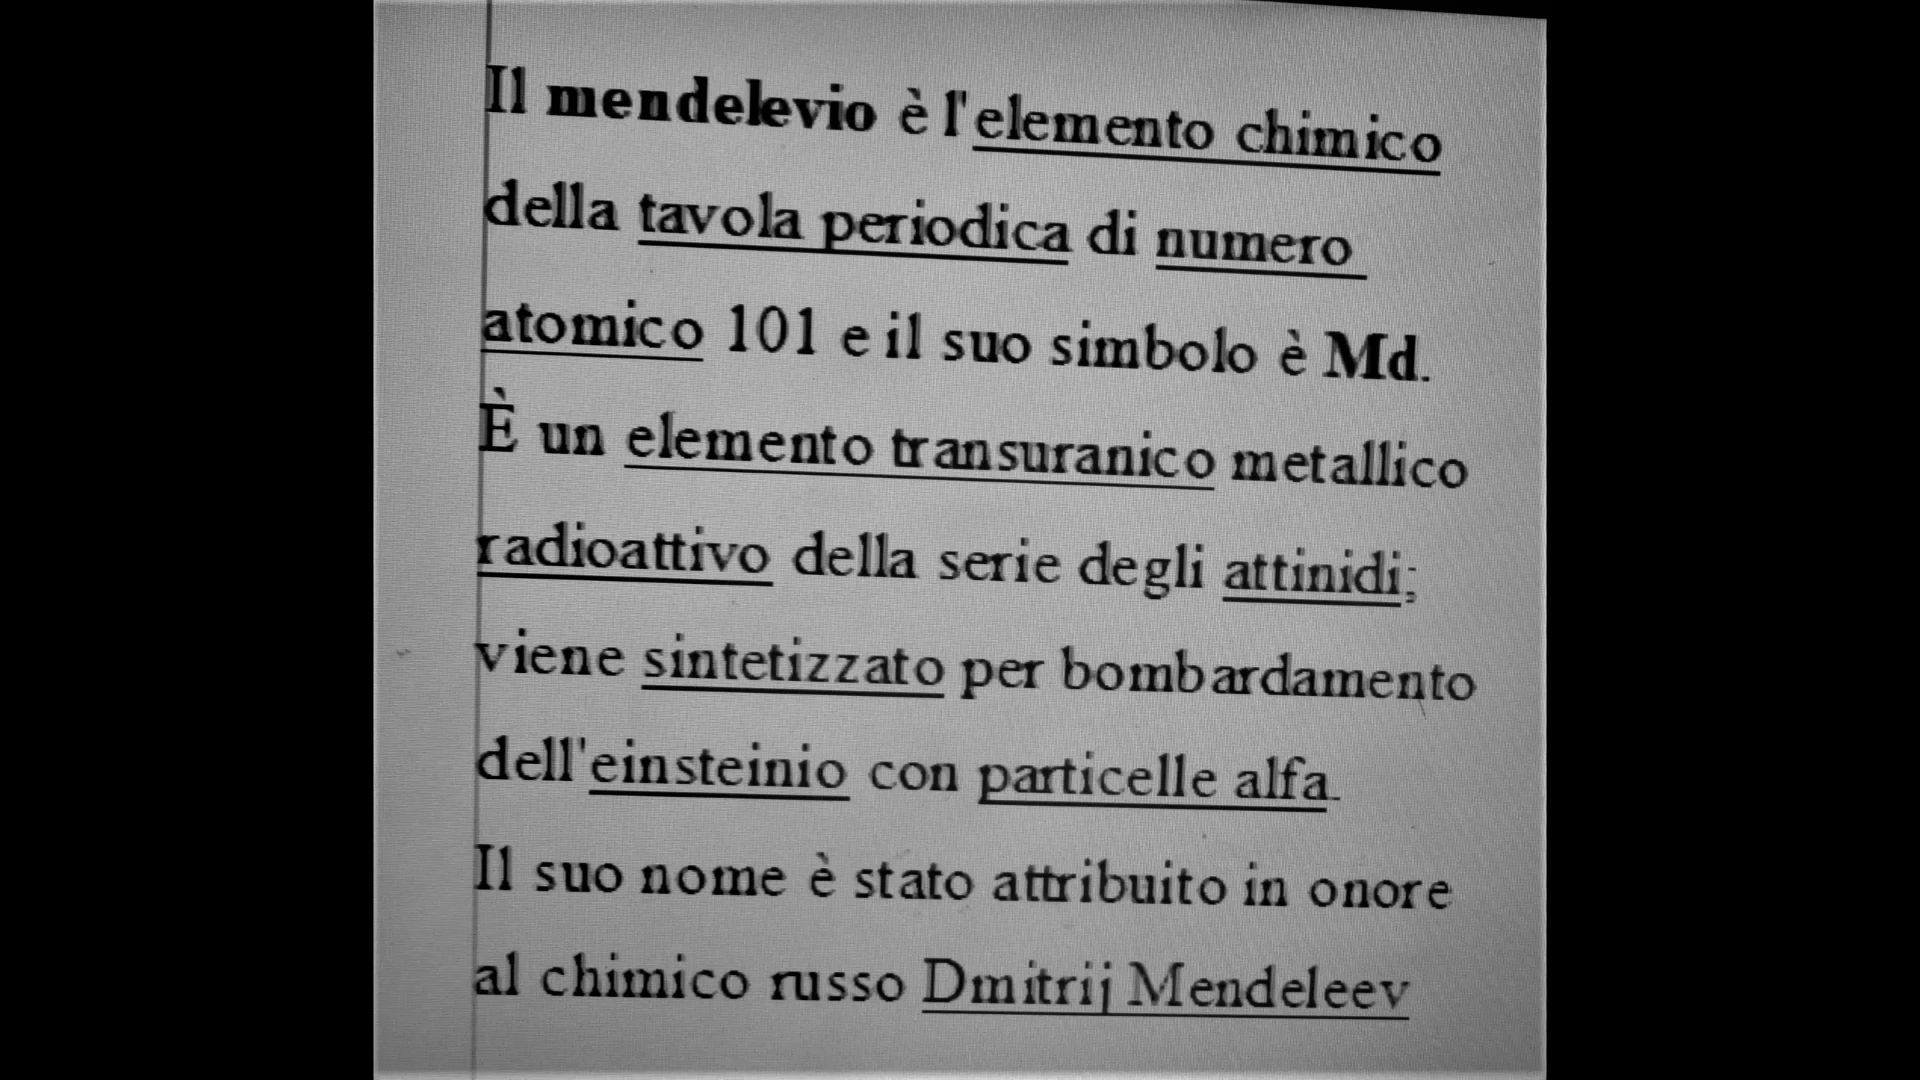 Il mendelevio è l'elemento chimico
della tavola periodica di numero
atomico 101 e il suo simbolo è Md.
È un elemento transuranico metallico
radioattivo della serie degli attinidi;
viene sintetizzato per bombardamento
dell'einsteinio con particelle alfa.
Il suo nome è stato attribuito in onore
al chimico russo Dmitrij Mendeleev